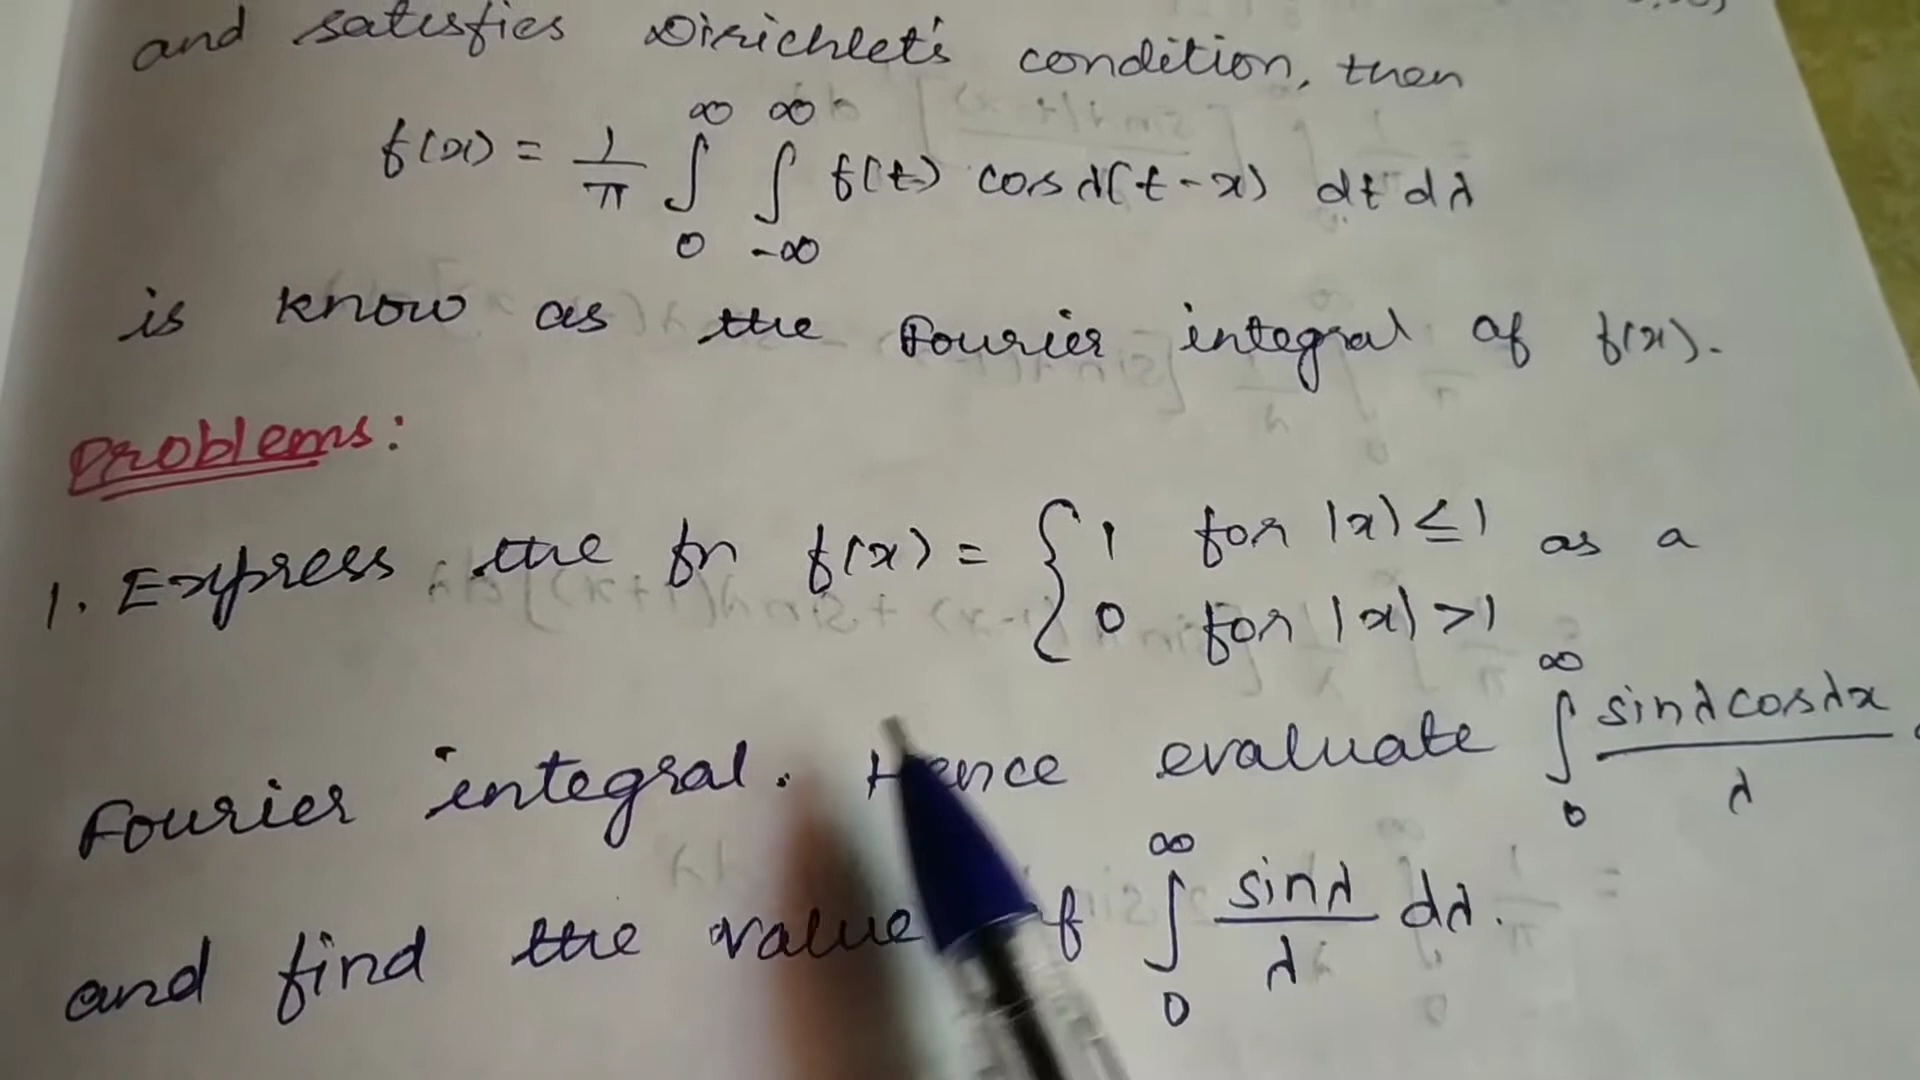 and satisfies Dirichlet's condition, then
f(x) = 1/π ∫₀^∞ ∫₋∞^∞ f(t) cos λ(t-x) dt dλ
is know as the Fourier integral of f(x).
Problems:
1. Express the fn f(x) = { 1 for |x| ≤ 1 as a
0 for |x| > 1
Fourier integral. Hence evaluate ∫₀^∞ sinλ cosλx / λ
and find the value of ∫₀^∞ sinλ/λ dλ.